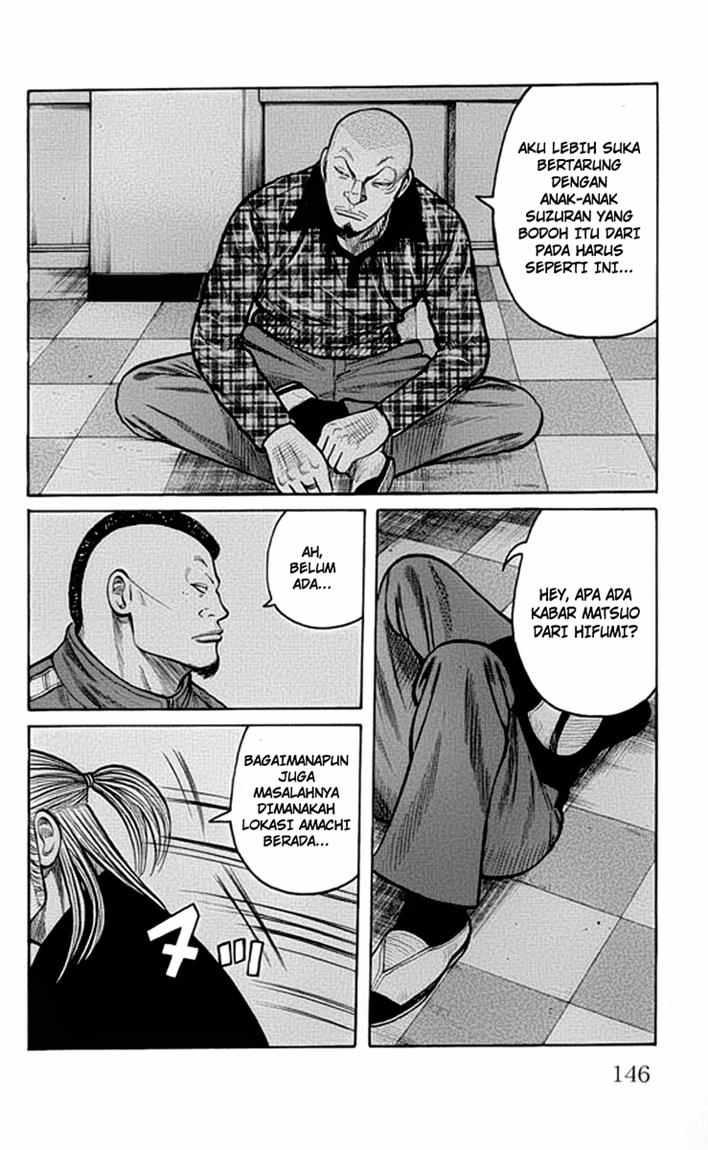 AKU LEBIH SUKA
BERTARUNG
DENGAN
ANAK-ANAK
SUZURAN YANG
BODOH ITU DARI
PADA HARUS
SEPERTI INI...
HEY, APA ADA
KABAR MATSUO
DARI HIFUMI?
AH,
BELUM
ADA...
BAGAIMANAPUN
JUGA
MASALAHNYA
DIMANAKAH
LOKASI AMACHI
BERADA...
146